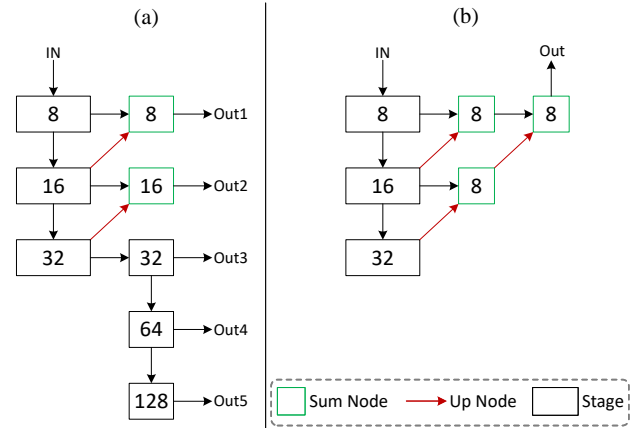 (a)
(b)
IN
8
8
Out1
16
16
Out2
32
32
Out3
64
Out4
128
Out5
IN
Out
8
8
8
16
8
32
Sum Node
Up Node
Stage